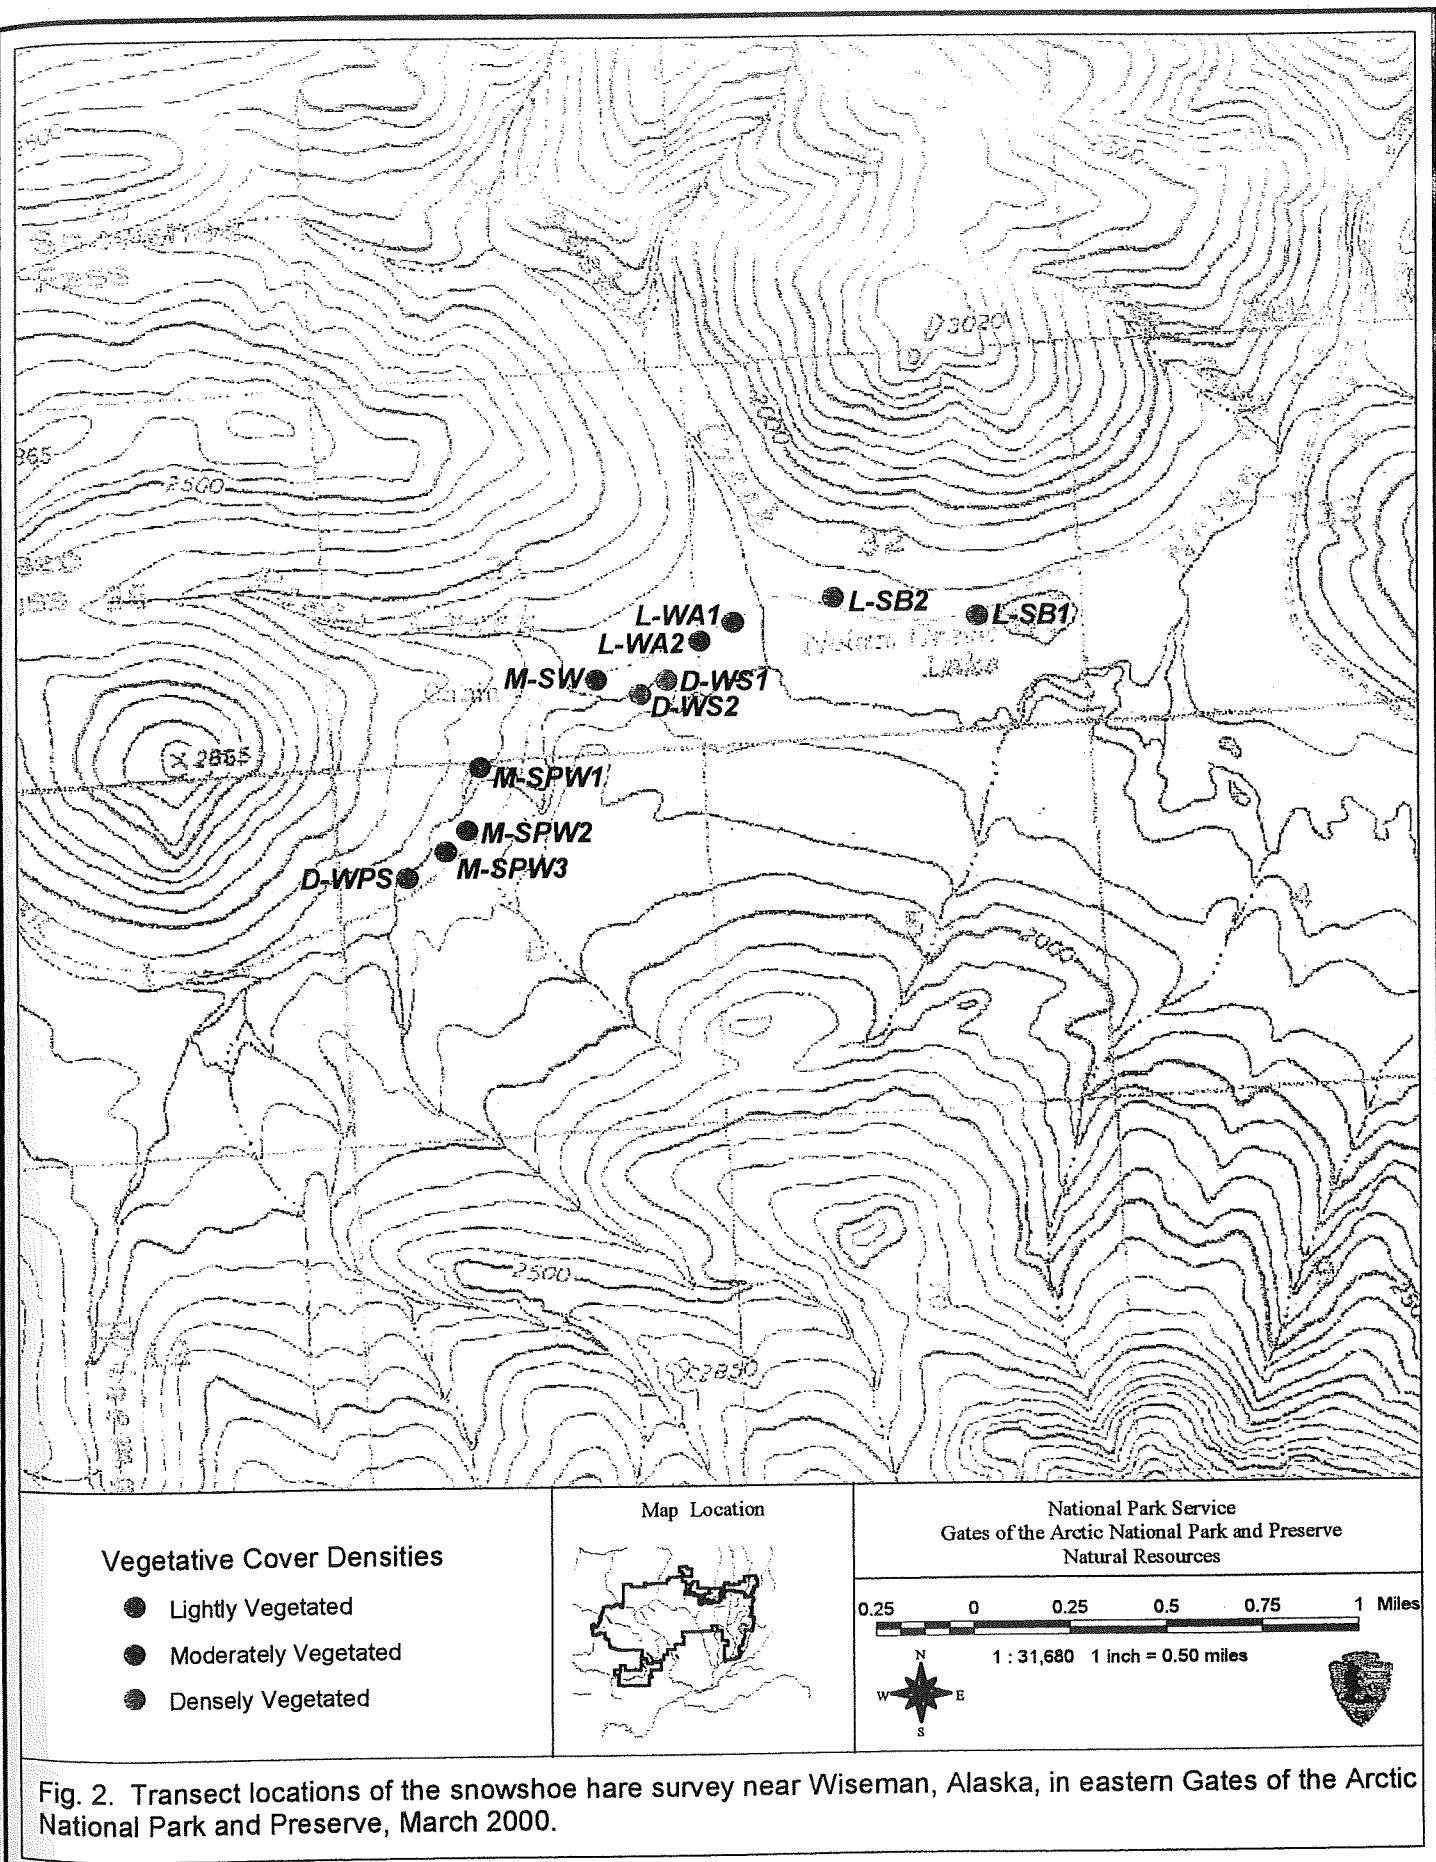 3020
2000
865
2500
32
L-SB2
L-SB1
L-WA1
L-WA2
Lake
M-SW
D-WS1
D-WS2
2865
M-SPW1
M-SPW2
M-SPW3
D-WPS
5
4
2000
2500
2850
Vegetative Cover Densities
Lightly Vegetated
Moderately Vegetated
Densely Vegetated
Map Location
National Park Service
Gates of the Arctic National Park and Preserve
Natural Resources
0.25 0 0.25 0.5 0.75 1 Miles
1 : 31,680 1 inch = 0.50 miles
N
W E
S
Fig. 2. Transect locations of the snowshoe hare survey near Wiseman, Alaska, in eastern Gates of the Arctic
National Park and Preserve, March 2000.